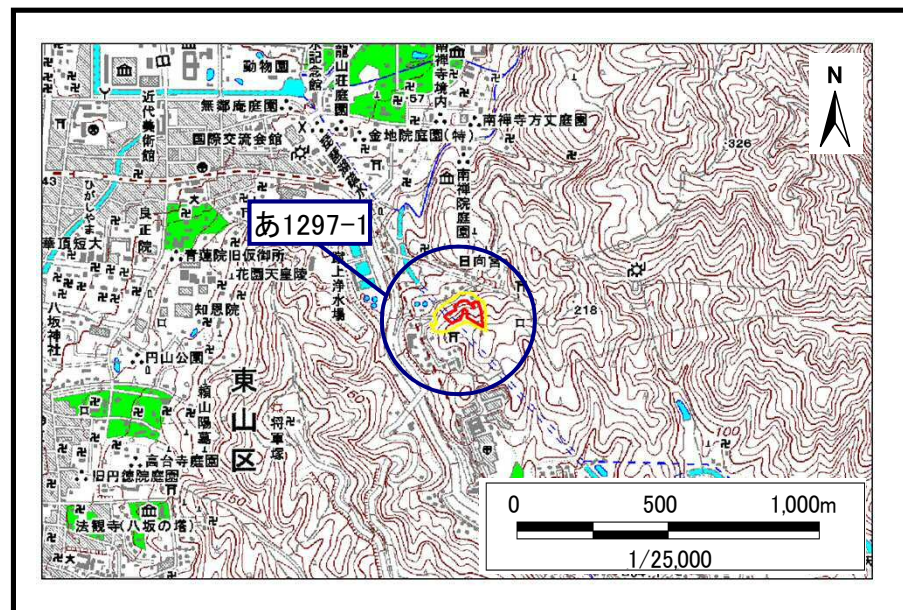 動物園
水記念館
龍山荘庭園
南禅寺境内
57
無鄰庵庭園
南禅寺方丈庭園
近代美術館
国際交流会館
金地院庭園(特)
326
N
43
ひがしやま
良正院
南禅院庭園
あ1297-1
華頂短大
青蓮院旧仮御所
日向宮
花園天皇陵
蹴上浄水場
知恩院
218
八坂神社
円山公園
東山区
頼山陽墓
将軍塚
100
高台寺庭園
旧円徳院庭園
150
法観寺(八坂の塔)
0 500 1,000m
1/25,000